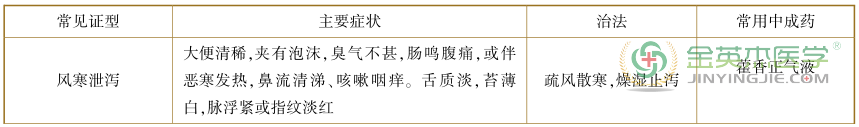 常见证型 主要症状 治法 常用中成药
大便清稀，夹有泡沫，臭气不甚，肠鸣腹痛，或伴
风寒泄泻 恶寒发热，鼻流清涕、咳嗽咽痒。舌质淡，苔薄 疏风散寒，燥湿止泻 藿香正气液
白，脉浮紧或指纹淡红
金英杰医学®
JINYINGJIE.COM